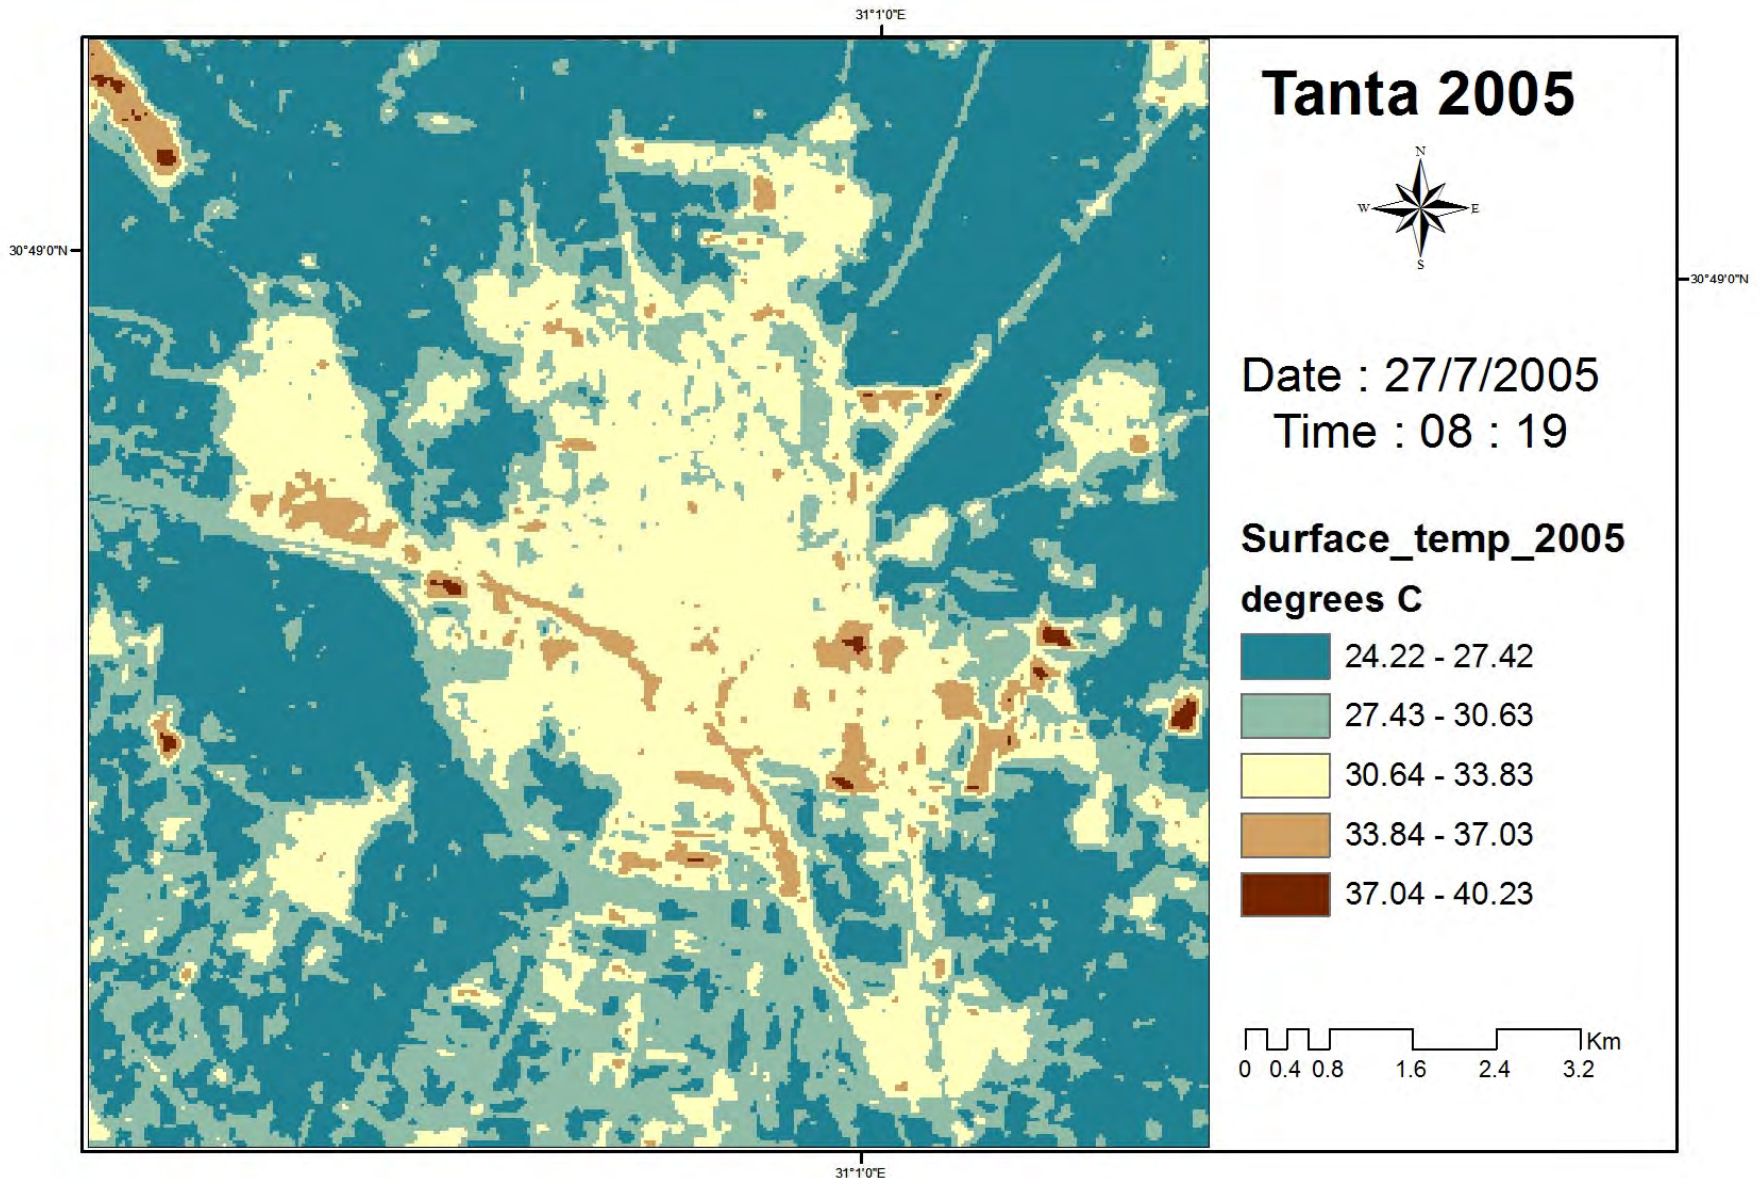 31°1'0"E
Tanta 2005
N
W
E
S
30°49'0"N
30°49'0"N
Date : 27/7/2005
Time : 08 : 19
Surface_temp_2005
degrees C
24.22 - 27.42
27.43 - 30.63
30.64 - 33.83
33.84 - 37.03
37.04 - 40.23
Km
0 0.4 0.8 1.6 2.4 3.2
31°1'0"E